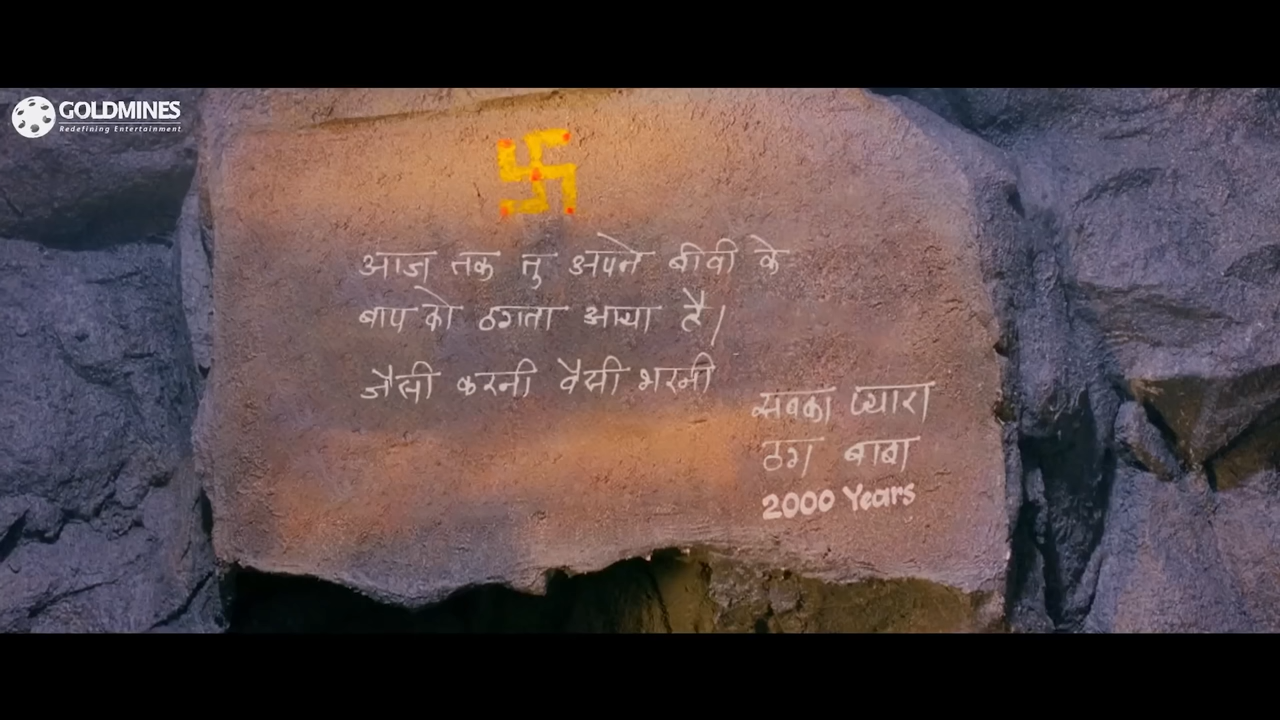 GOLDMINES
Redefining Entertainment
आज तक तु अपने बीवी के
बाप को ठगता आया है।
जैसी करनी वैसी भरनी
सबका प्यारा
ठग बाबा
2000 Years